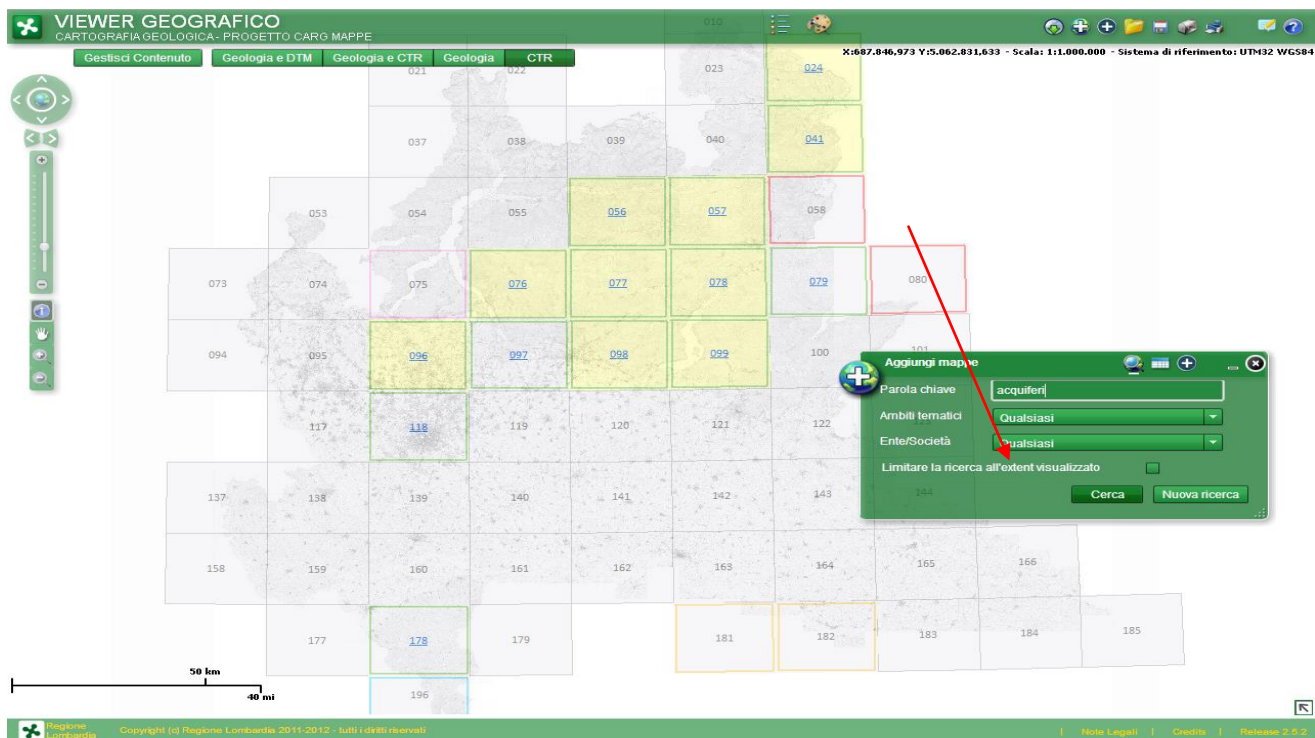 VIEWER GEOGRAFICO
CARTOGRAFIA GEOLOGICA - PROGETTO CARG MAPPE
010
Gestisci Contenuto Geologia e DTM Geologia e CTR Geologia CTR
X:687.846,973 Y:5.062.831,633 - Scala: 1:1.000.000 - Sistema di riferimento: UTM32 WGS84
021 022 023 024
037 038 039 040 041
053 054 055 056 057 058
073 074 075 076 077 078 079 080
094 095 096 097 098 099 100 101
Aggiungi mappe
Parola chiave acquiferi
Ambiti tematici Qualsiasi
Ente/Società Qualsiasi
Limitare la ricerca all'extent visualizzato
Cerca Nuova ricerca
117 118 119 120 121 122
137 138 139 140 141 142 143 144
158 159 160 161 162 163 164 165 166
177 178 179 181 182 183 184 185
196
50 km
40 mi
Regione Lombardia
Copyright (c) Regione Lombardia 2011-2012 - tutti i diritti riservati
| Note Legali | Credits | Release 2.5.2